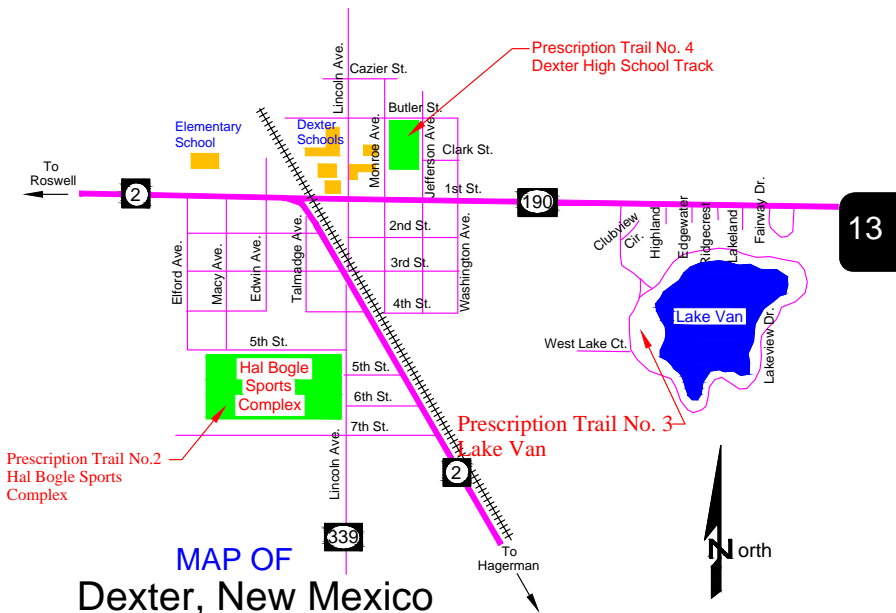 Prescription Trail No. 4
Dexter High School Track
Lincoln Ave.
Cazier St.
Butler St.
Elementary
School
Dexter
Schools
Monroe Ave.
Jefferson Ave.
Clark St.
To
Roswell
2
1st St.
190
13
Elford Ave.
Macy Ave.
Edwin Ave.
Talmadge Ave.
2nd St.
3rd St.
4th St.
Washington Ave.
Clubview
Cir.
Highland
Edgewater
Ridgecrest
Lakeland
Fairway Dr.
Lake Van
Lakeview Dr.
West Lake Ct.
5th St.
Hal Bogle
Sports
Complex
5th St.
6th St.
7th St.
Prescription Trail No. 3
Lake Van
Prescription Trail No.2
Hal Bogle Sports
Complex
Lincoln Ave.
2
339
To
Hagerman
North
MAP OF
Dexter, New Mexico